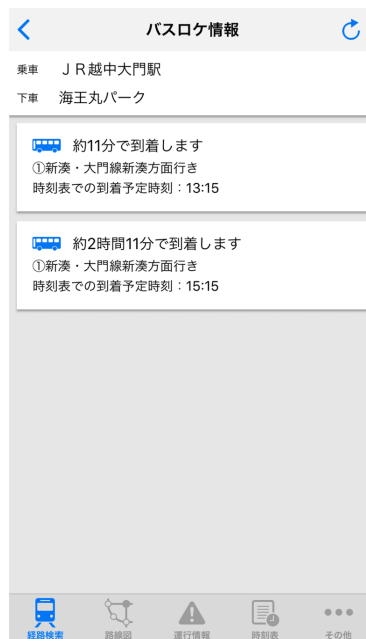 バスロケ情報
乗車 ＪＲ越中大門駅
下車 海王丸パーク
約11分で到着します
①新湊・大門線新湊方面行き
時刻表での到着予定時刻：13:15
約2時間11分で到着します
①新湊・大門線新湊方面行き
時刻表での到着予定時刻：15:15
経路検索 路線図 運行情報 時刻表 その他